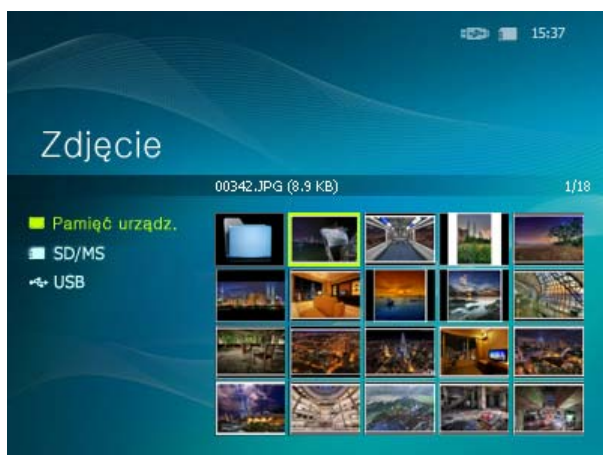 15:37
Zdjęcie
00342.JPG (8.9 KB) 1/18
Pamięć urządz.
SD/MS
USB